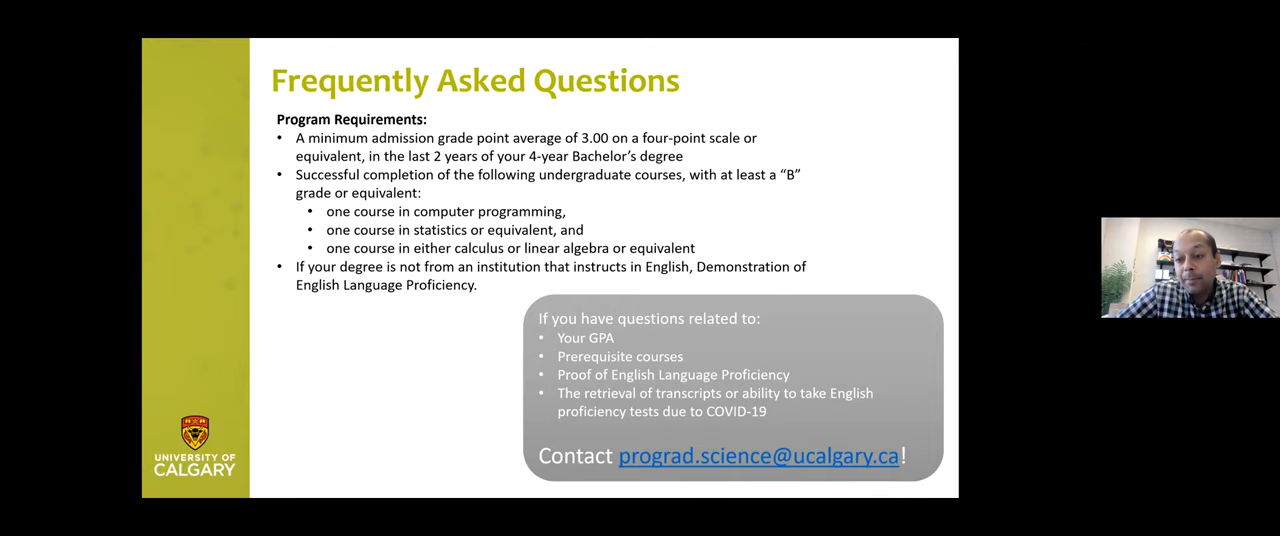 Frequently Asked Questions
Program Requirements:
• A minimum admission grade point average of 3.00 on a four-point scale or
equivalent, in the last 2 years of your 4-year Bachelor's degree
• Successful completion of the following undergraduate courses, with at least a “B”
grade or equivalent:
• one course in computer programming,
• one course in statistics or equivalent, and
• one course in either calculus or linear algebra or equivalent
• If your degree is not from an institution that instructs in English, Demonstration of
English Language Proficiency.
If you have questions related to:
• Your GPA
• Prerequisite courses
• Proof of English Language Proficiency
• The retrieval of transcripts or ability to take English
proficiency tests due to COVID-19
Contact prograd.science@ucalgary.ca!
UNIVERSITY OF
CALGARY